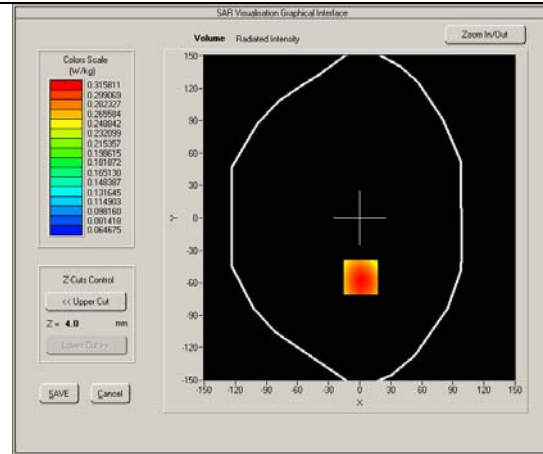 SAR Visualisation Graphical Interface
Volume Radiated Intensity
Zoom In/Out
Colors Scale
(W/kg)
0.315811
0.299069
0.282327
0.265584
0.248842
0.232099
0.215357
0.198615
0.181872
0.165130
0.148387
0.131645
0.114903
0.098160
0.081418
0.064675
Z-Cuts Control
<< Upper Cut
Z = 4.0 mm
Lower Cut >>
SAVE Cancel
150-
120-
90-
60-
30-
0-
-30-
-60-
-90-
-120-
-150-
Y
-150 -120 -90 -60 -30 0 30 60 90 120 150
X